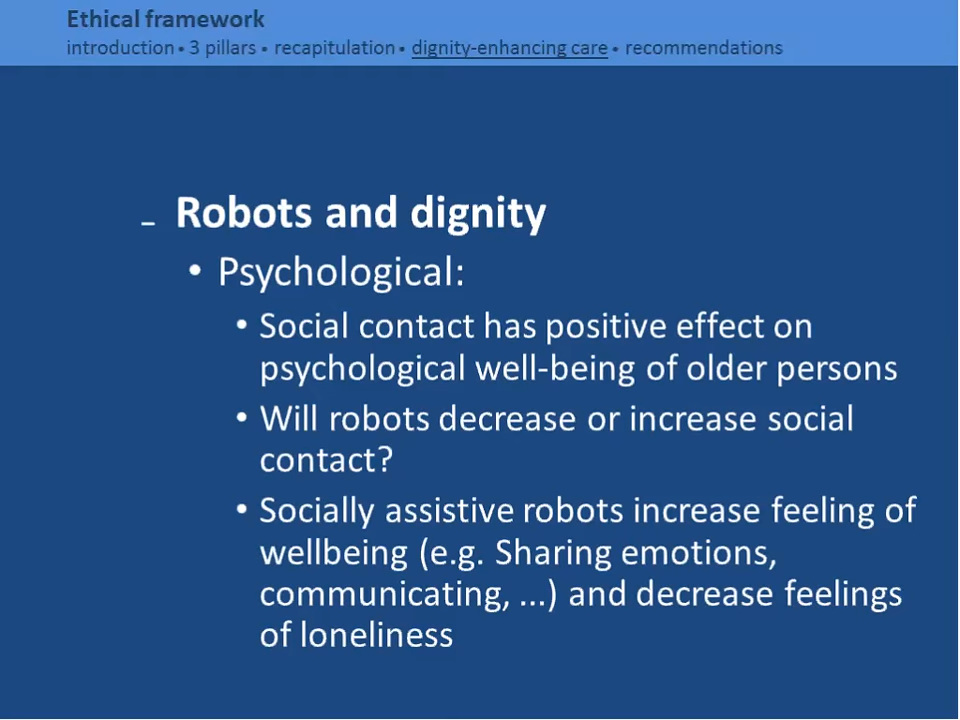 Ethical framework
introduction • 3 pillars • recapitulation • dignity-enhancing care • recommendations
– Robots and dignity
• Psychological:
• Social contact has positive effect on
psychological well-being of older persons
• Will robots decrease or increase social
contact?
• Socially assistive robots increase feeling of
wellbeing (e.g. Sharing emotions,
communicating, ...) and decrease feelings
of loneliness